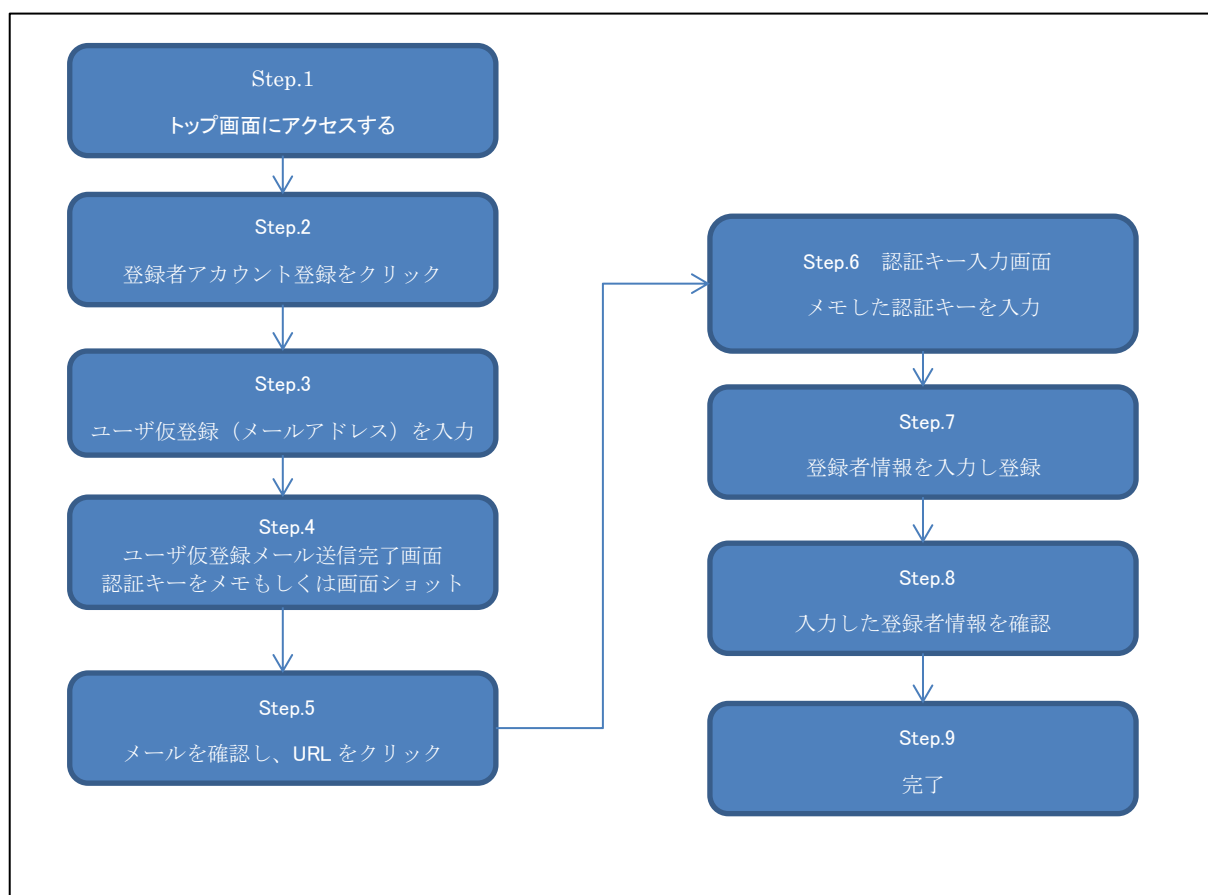 Step.1
トップ画面にアクセスする
Step.2
登録者アカウント登録をクリック
Step.3
ユーザ仮登録（メールアドレス）を入力
Step.4
ユーザ仮登録メール送信完了画面
認証キーをメモもしくは画面ショット
Step.5
メールを確認し、URL をクリック
Step.6　認証キー入力画面
メモした認証キーを入力
Step.7
登録者情報を入力し登録
Step.8
入力した登録者情報を確認
Step.9
完了